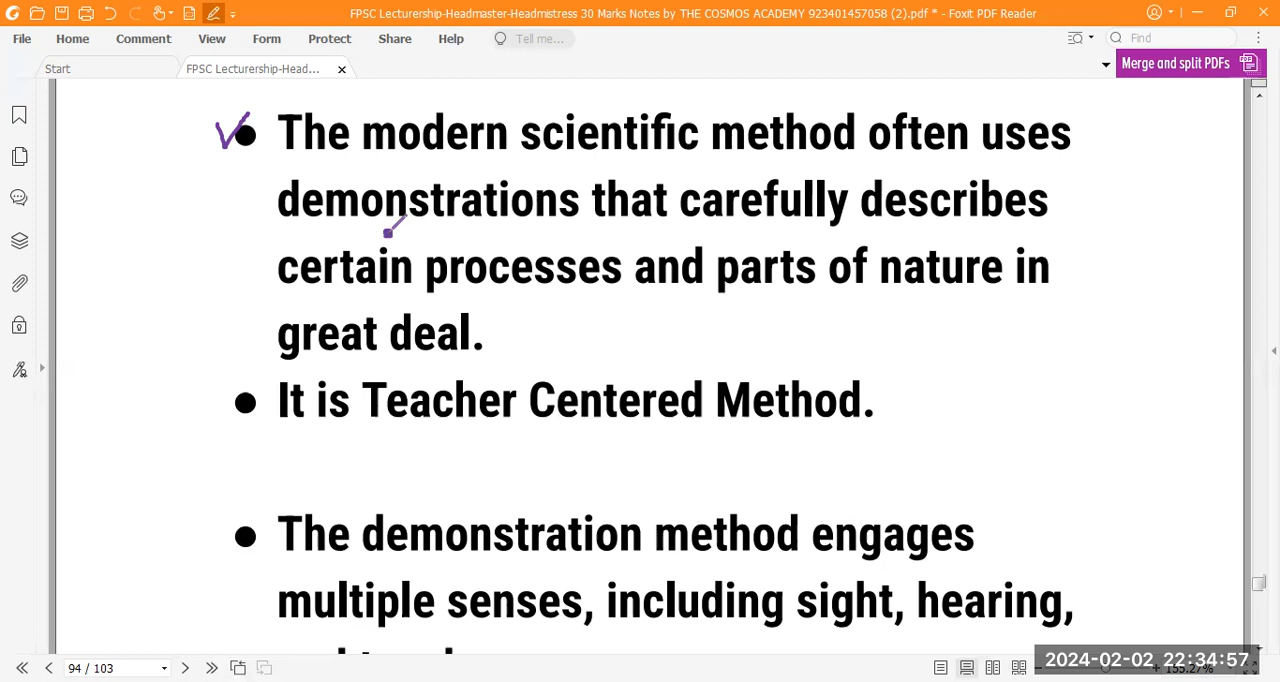 FPSC Lecturership-Headmaster-Headmistress 30 Marks Notes by THE COSMOS ACADEMY 923401457058 (2).pdf * - Foxit PDF Reader
File Home Comment View Form Protect Share Help Tell me... Find
Start FPSC Lecturership-Head... Merge and split PDFs
● The modern scientific method often uses
demonstrations that carefully describes
certain processes and parts of nature in
great deal.
● It is Teacher Centered Method.
● The demonstration method engages
multiple senses, including sight, hearing,
94 / 103
2024-02-02 22:34:57